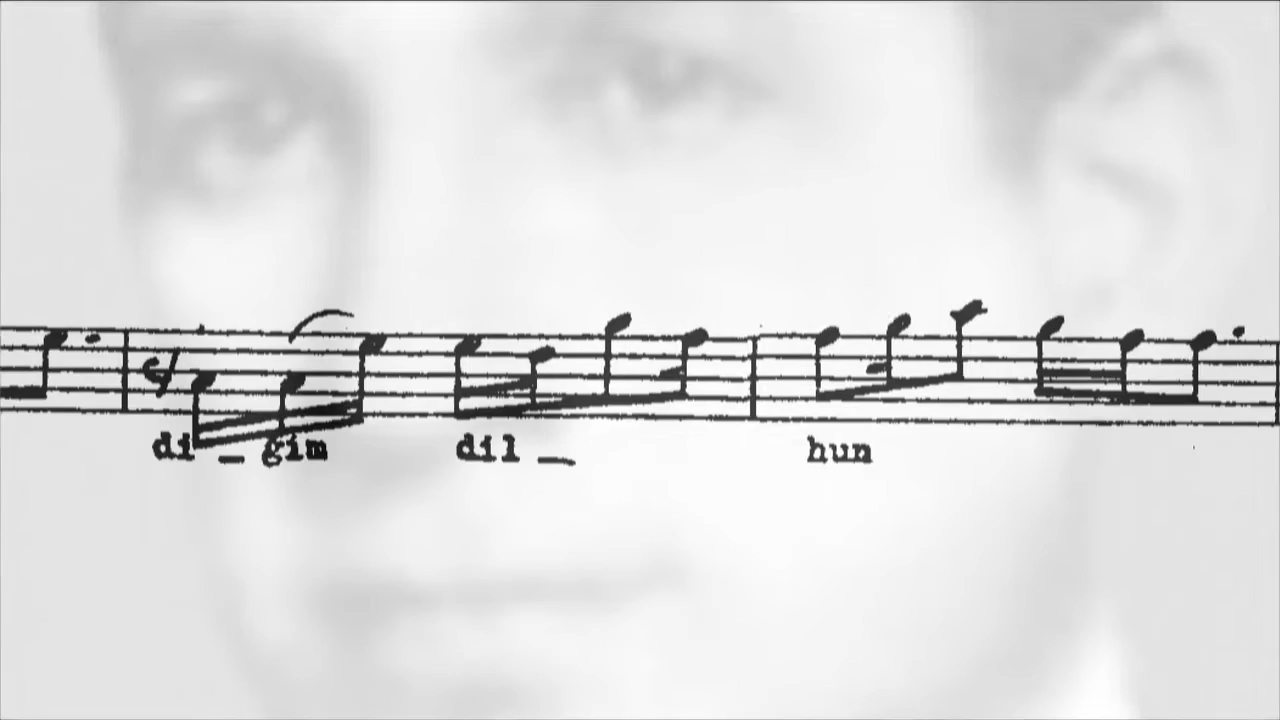 di _ gim dil _ hun